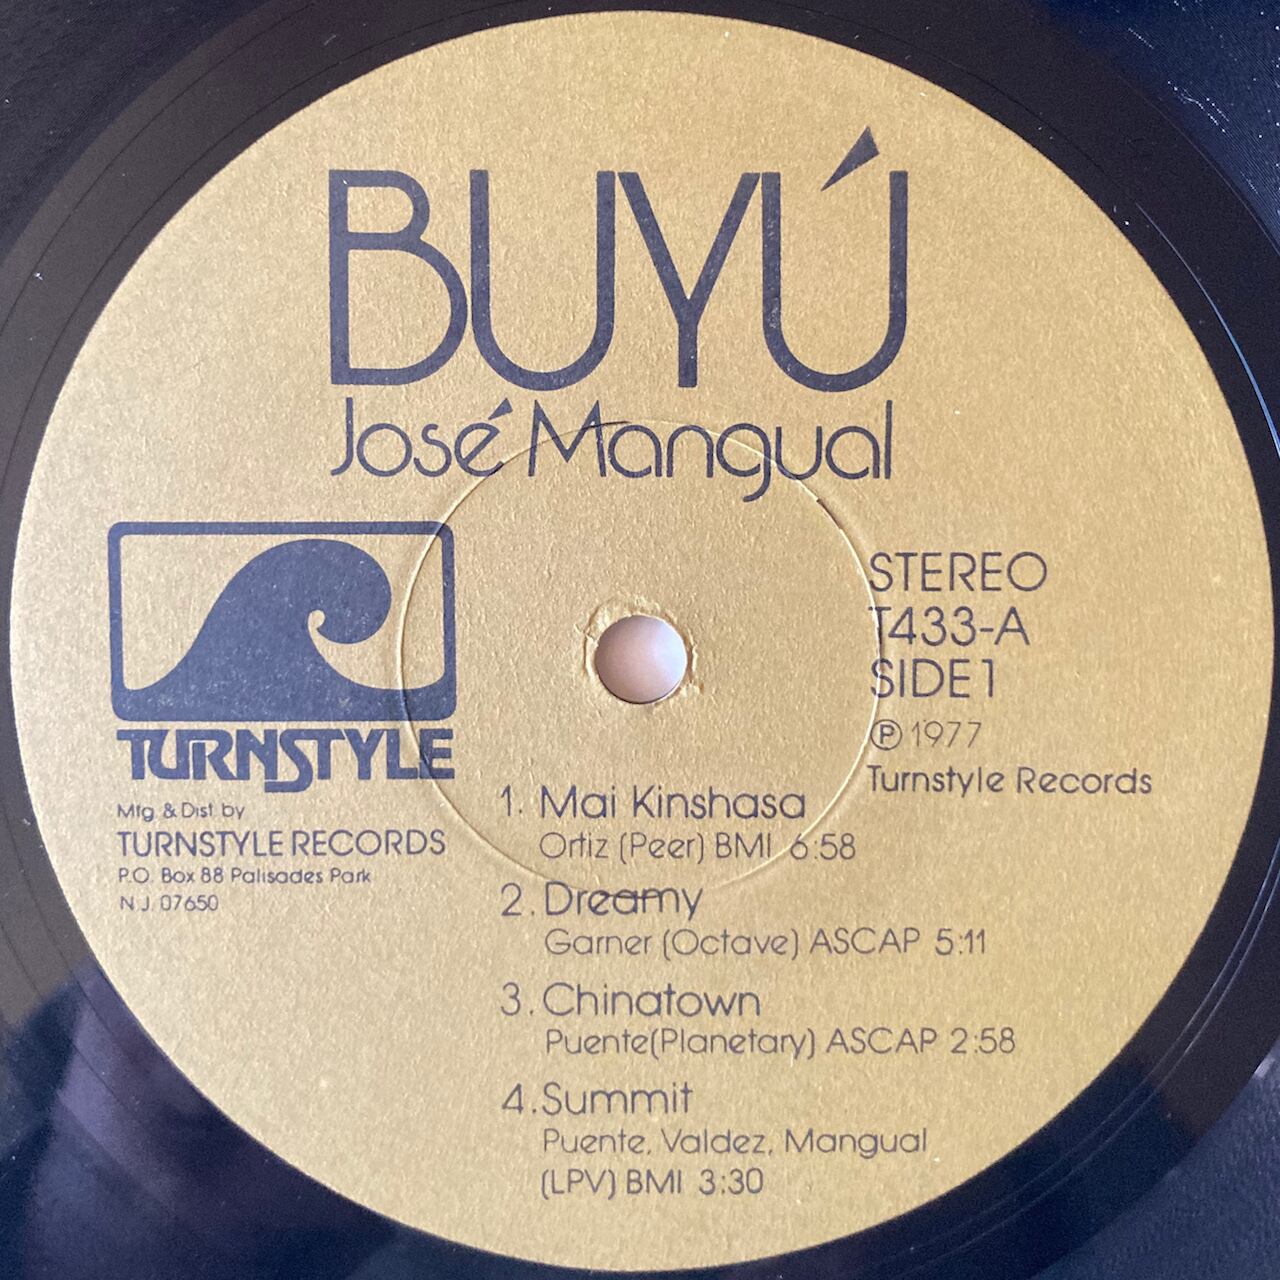 BUYÚ
José Mangual
TURNSTYLE
Mfg. & Dist. by
TURNSTYLE RECORDS
P.O. Box 88 Palisades Park
N.J. 07650
STEREO
T433-A
SIDE 1
Ⓟ 1977
Turnstyle Records
1. Mai Kinshasa
Ortiz (Peer) BMI 6:58
2. Dreamy
Garner (Octave) ASCAP 5:11
3. Chinatown
Puente(Planetary) ASCAP 2:58
4. Summit
Puente, Valdez, Mangual
(LPV) BMI 3:30